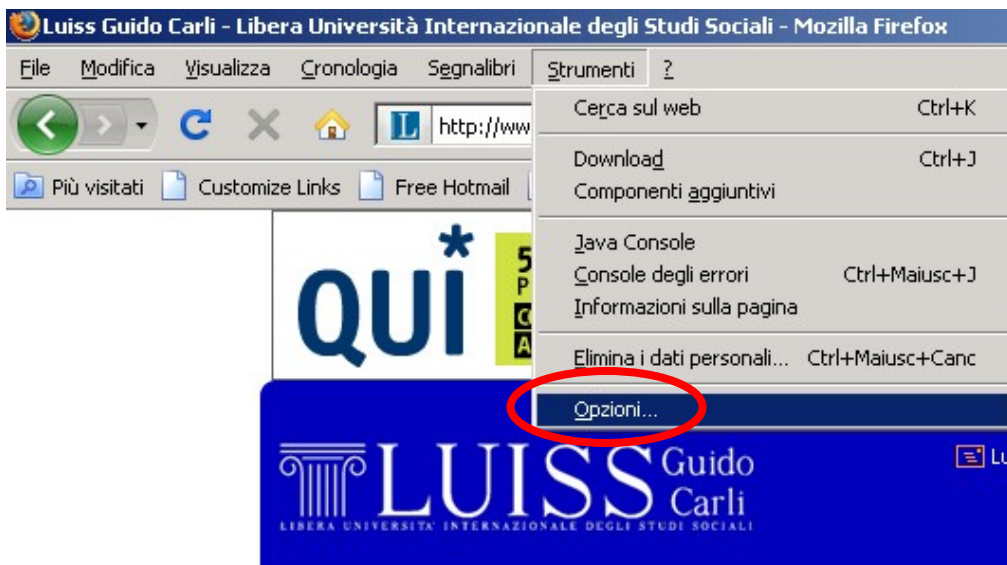 Luiss Guido Carli - Libera Università Internazionale degli Studi Sociali - Mozilla Firefox
File Modifica Visualizza Cronologia Segnalibri Strumenti ?
http://ww
Più visitati Customize Links Free Hotmail
Cerca sul web Ctrl+K
Download Ctrl+J
Componenti aggiuntivi
Java Console
Console degli errori Ctrl+Maiusc+J
Informazioni sulla pagina
Elimina i dati personali... Ctrl+Maiusc+Canc
Opzioni...
QUI*
5
P
C
A
LUISS Guido Carli
LIBERA UNIVERSITA' INTERNAZIONALE DEGLI STUDI SOCIALI
Lu